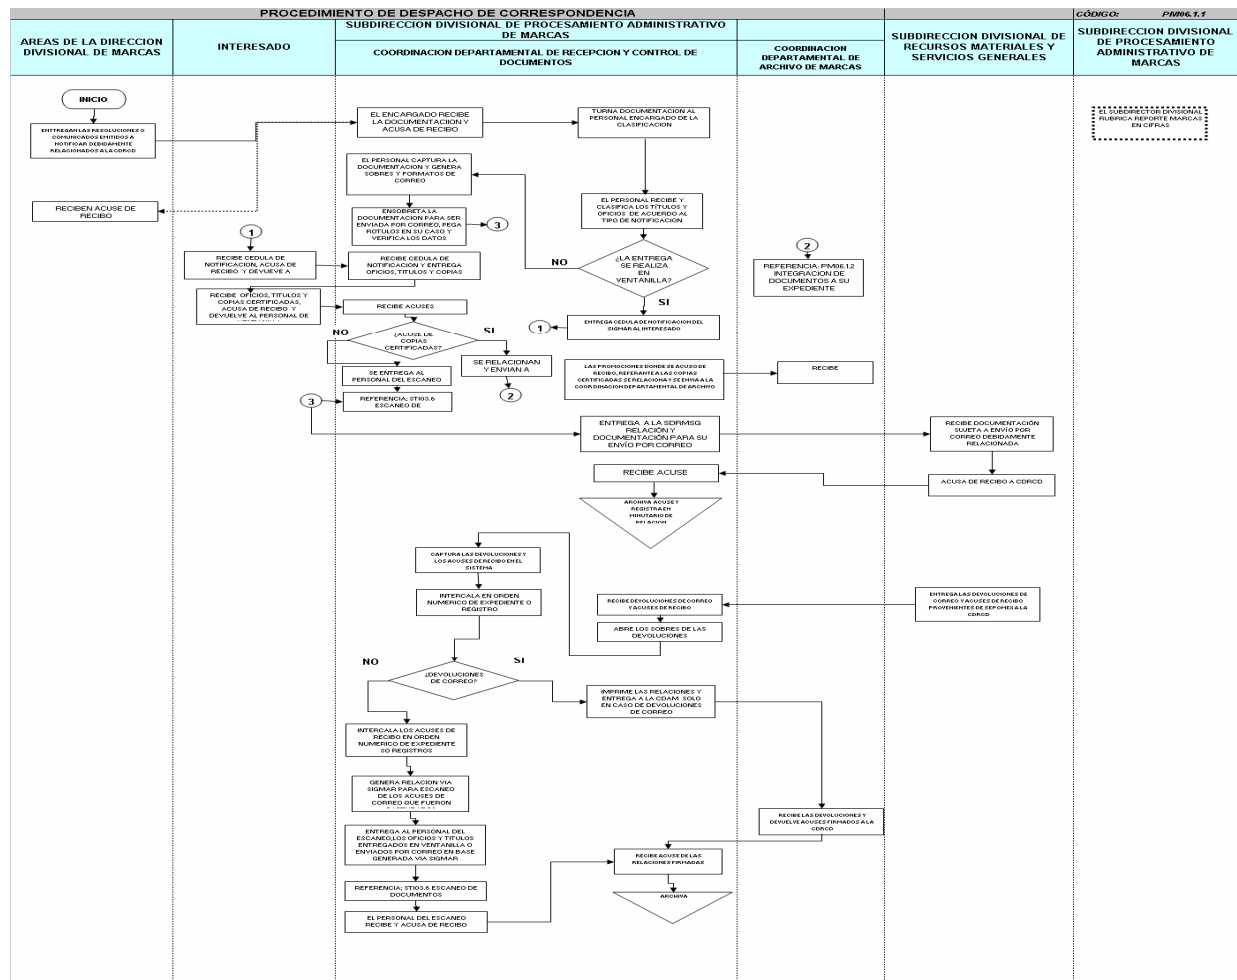 PROCEDIMIENTO DE DESPACHO DE CORRESPONDENCIA
CÓDIGO: PM06.1.1
AREAS DE LA DIRECCION
DIVISIONAL DE MARCAS
INTERESADO
SUBDIRECCION DIVISIONAL DE PROCESAMIENTO ADMINISTRATIVO
DE MARCAS
COORDINACION DEPARTAMENTAL DE RECEPCION Y CONTROL DE
DOCUMENTOS
COORDINACION
DEPARTAMENTAL DE
ARCHIVO DE MARCAS
SUBDIRECCION DIVISIONAL DE
RECURSOS MATERIALES Y
SERVICIOS GENERALES
SUBDIRECCION DIVISIONAL
DE PROCESAMIENTO
ADMINISTRATIVO DE
MARCAS
INICIO
ENTREGAN LAS RESOLUCIONES O
COMUNICADOS EMITIDOS A
NOTIFICAR DEBIDAMENTE
RELACIONADOS A LA CDRCD
EL ENCARGADO RECIBE
LA DOCUMENTACION Y
ACUSA DE RECIBO
TURNA DOCUMENTACION AL
PERSONAL ENCARGADO DE LA
CLASIFICACION
EL SUBDIRECTOR DIVISIONAL
RUBRICA REPORTE MARCAS
EN CIFRAS
EL PERSONAL CAPTURA LA
DOCUMENTACION Y GENERA
SOBRES Y FORMATOS DE
CORREO
RECIBEN ACUSE DE
RECIBO
ENSOBRETA LA
DOCUMENTACION PARA SER
ENVIADA POR CORREO, PEGA
ROTULOS EN SU CASO Y
VERIFICA LOS DATOS
3
EL PERSONAL RECIBE Y
CLASIFICA LOS TÍTULOS Y
OFICIOS DE ACUERDO AL
TIPO DE NOTIFICACION
1
RECIBE CEDULA DE
NOTIFICACION, ACUSA DE
RECIBO Y DEVUEVE A
RECIBE CEDULA DE
NOTIFICACION Y ENTREGA
OFICIOS, TITULOS Y COPIAS
NO
¿LA ENTREGA
SE REALIZA
EN
VENTANILLA?
SI
2
REFERENCIA: PM06.1.2
INTEGRACION DE
DOCUMENTOS A SU
EXPEDIENTE
RECIBE OFICIOS, TITULOS Y
COPIAS CERTIFICADAS,
ACUSA DE RECIBO Y
DEVUELVE AL PERSONAL DE
RECIBE ACUSES
1
ENTREGA CEDULA DE NOTIFICACION DEL
SIGMAR AL INTERESADO
NO
¿ACUSE DE
COPIAS
CERTIFICADAS?
SI
SE RELACIONAN
Y ENVIAN A
2
SE ENTREGA AL
PERSONAL DEL ESCANEO
REFERENCIA; STI03.6
ESCANEO DE
LAS PROMOCIONES DONDE SE ACUSO DE
RECIBO, REFERANTE A LAS COPIAS
CERTIFICADAS SE RELACIONA Y SE ENVIA A LA
COORDINACION DEPARTAMENTAL DE ARCHIVO
RECIBE
3
ENTREGA A LA SDRMSG
RELACIÓN Y
DOCUMENTACIÓN PARA SU
ENVÍO POR CORREO
RECIBE DOCUMENTACIÓN
SUJETA A ENVÍO POR
CORREO DEBIDAMENTE
RELACIONADA
RECIBE ACUSE
ACUSA DE RECIBO A CDRCD
ARCHIVA ACUSE Y
REGISTRA EN
MINUTARIO DE
RELACION
CAPTURA LAS DEVOLUCIONES Y
LOS ACUSES DE RECIBO EN EL
SISTEMA
INTERCALA EN ORDEN
NUMERICO DE EXPEDIENTE O
REGISTRO
RECIBE DEVOLUCIONES DE CORREO
Y ACUSES DE RECIBO
ENTREGA LAS DEVOLUCIONES DE
CORREO Y ACUSES DE RECIBO
PROVENIENTES DE SEPOMEX A LA
CDRCD
ABRE LOS SOBRES DE LAS
DEVOLUCIONES
NO
¿DEVOLUCIONES
DE CORREO?
SI
IMPRIME LAS RELACIONES Y
ENTREGA A LA CDAM SOLO
EN CASO DE DEVOLUCIONES
DE CORREO
INTERCALA LOS ACUSES DE
RECIBO EN ORDEN
NUMERICO DE EXPEDIENTE
SO REGISTROS
GENERA RELACION VIA
SIGMAR PARA ESCANEO
DE LOS ACUSES DE
CORREO QUE FUERON
RECIBE LAS DEVOLUCIONES Y
DEVUELVE ACUSES FIRMADOS A LA
CDRCD
ENTREGA AL PERSONAL DEL
ESCANEO,LOS OFICIOS Y TITULOS
ENTREGADOS EN VENTANILLA O
ENVIADOS POR CORREO EN BASE
GENERADA VIA SIGMAR
RECIBE ACUSE DE LAS
RELACIONES FIRMADAS
REFERENCIA; STI03.6 ESCANEO DE
DOCUMENTOS
ARCHIVA
EL PERSONAL DEL ESCANEO
RECIBE Y ACUSA DE RECIBO